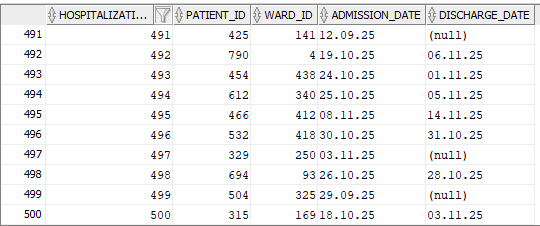 HOSPITALIZATI... PATIENT_ID WARD_ID ADMISSION_DATE DISCHARGE_DATE
491 491 425 141 12.09.25 (null)
492 492 790 4 19.10.25 06.11.25
493 493 454 438 24.10.25 01.11.25
494 494 612 340 25.10.25 05.11.25
495 495 466 412 08.11.25 14.11.25
496 496 532 418 30.10.25 31.10.25
497 497 329 250 03.11.25 (null)
498 498 694 93 26.10.25 28.10.25
499 499 504 325 29.09.25 (null)
500 500 315 169 18.10.25 03.11.25